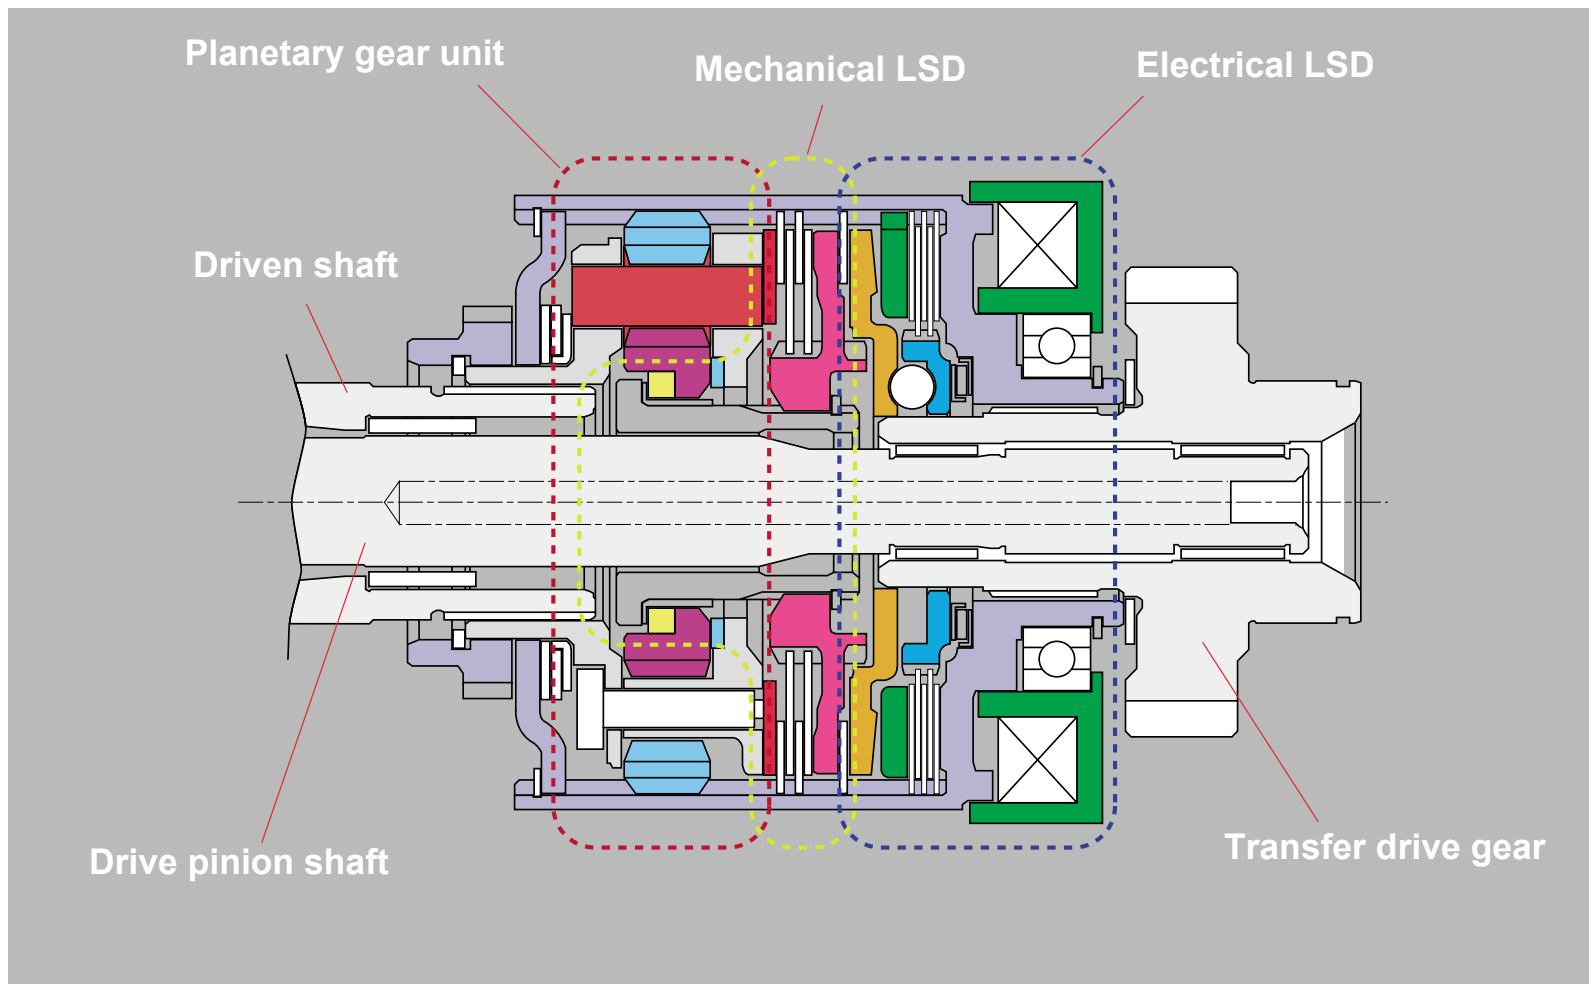 Planetary gear unit
Mechanical LSD
Electrical LSD
Driven shaft
Drive pinion shaft
Transfer drive gear